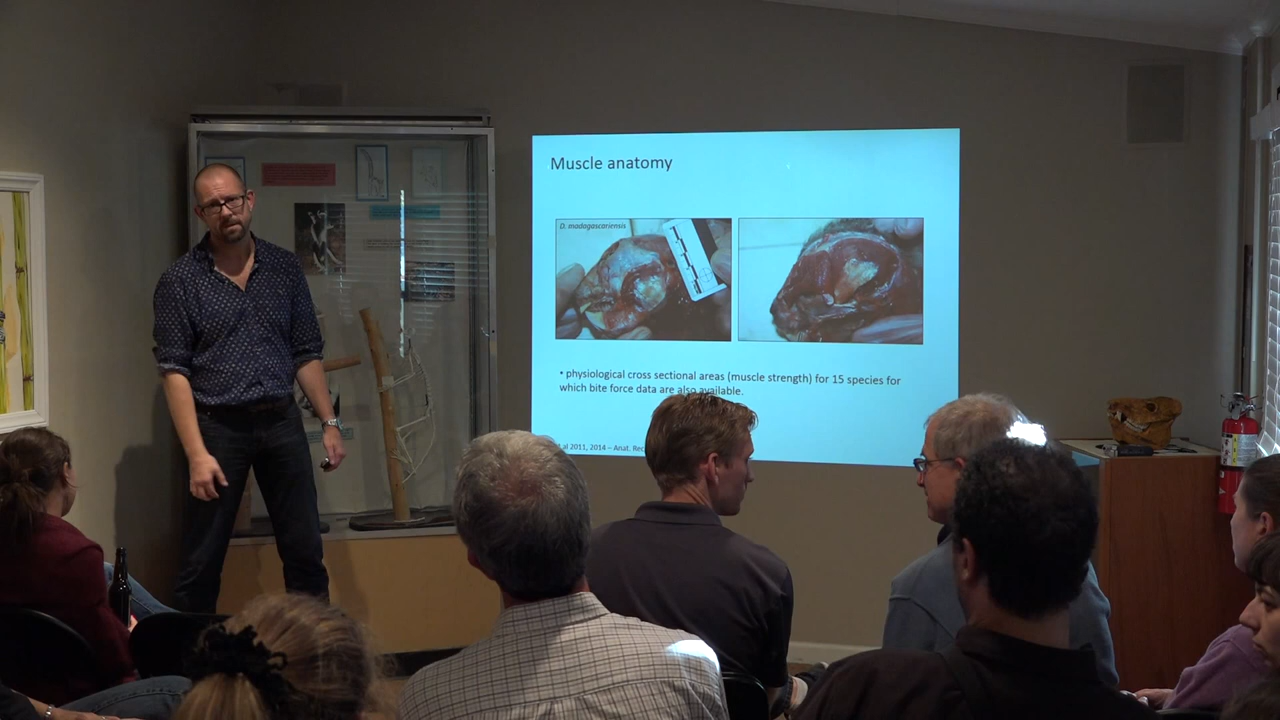 Muscle anatomy
D. madagascariensis
• physiological cross sectional areas (muscle strength) for 15 species for
which bite force data are also available.
al 2011, 2014 – Anat. Rec